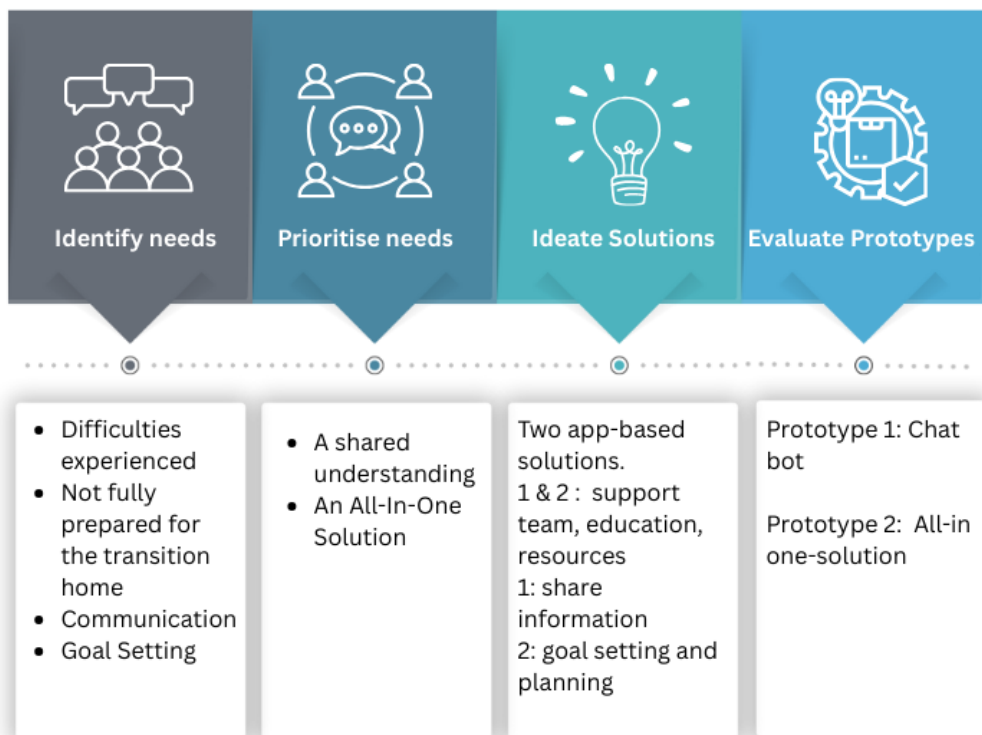 Identify needs
Prioritise needs
Ideate Solutions
Evaluate Prototypes
• Difficulties
experienced
• Not fully
prepared for
the transition
home
• Communication
• Goal Setting
• A shared
understanding
• An All-In-One
Solution
Two app-based
solutions.
1 & 2 : support
team, education,
resources
1: share
information
2: goal setting and
planning
Prototype 1: Chat
bot
Prototype 2: All-in
one-solution